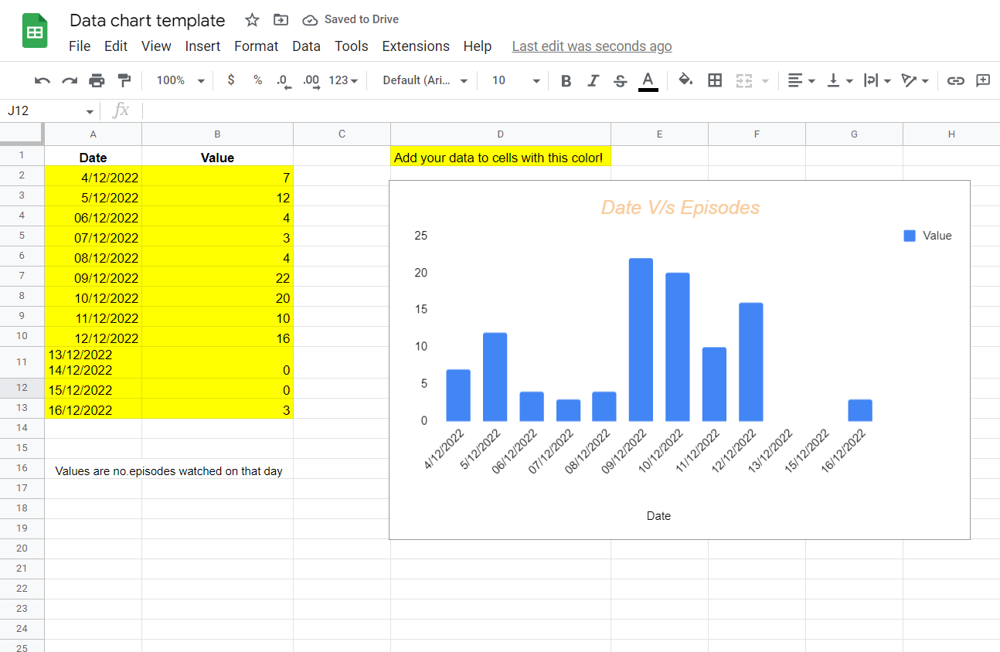 Data chart template Saved to Drive
File Edit View Insert Format Data Tools Extensions Help Last edit was seconds ago
100% $ % .0 .00 123 Default (Ari... 10 B I S A
J12 fx
A B C D E F G H
1 Date Value Add your data to cells with this color!
2 4/12/2022 7
3 5/12/2022 12
4 06/12/2022 4
5 07/12/2022 3
6 08/12/2022 4
7 09/12/2022 22
8 10/12/2022 20
9 11/12/2022 10
10 12/12/2022 16
11 13/12/2022
14/12/2022 0
12 15/12/2022 0
13 16/12/2022 3
14
15
16 Values are no.episodes watched on that day
17
18
19
20
21
22
23
24
25
Date V/s Episodes
Value
25
20
15
10
5
0
4/12/2022 5/12/2022 06/12/2022 07/12/2022 08/12/2022 09/12/2022 10/12/2022 11/12/2022 12/12/2022 13/12/2022 15/12/2022 16/12/2022
Date